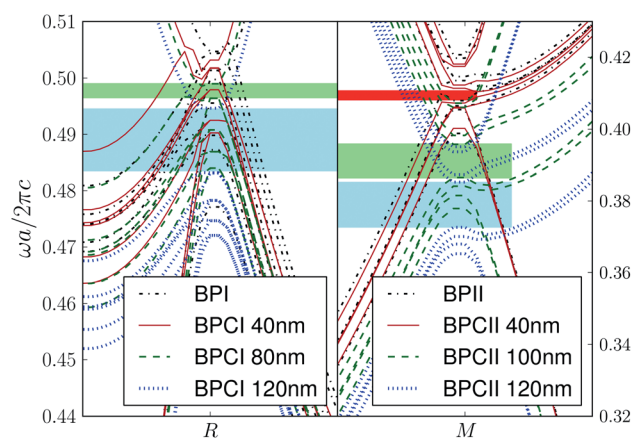 0.51
0.50
0.49
0.48
0.47
0.46
0.45
0.44
ωa/2πc
R
BPI
BPCI 40nm
BPCI 80nm
BPCI 120nm
BPII
BPCII 40nm
BPCII 100nm
BPCII 120nm
M
0.42
0.40
0.38
0.36
0.34
0.32